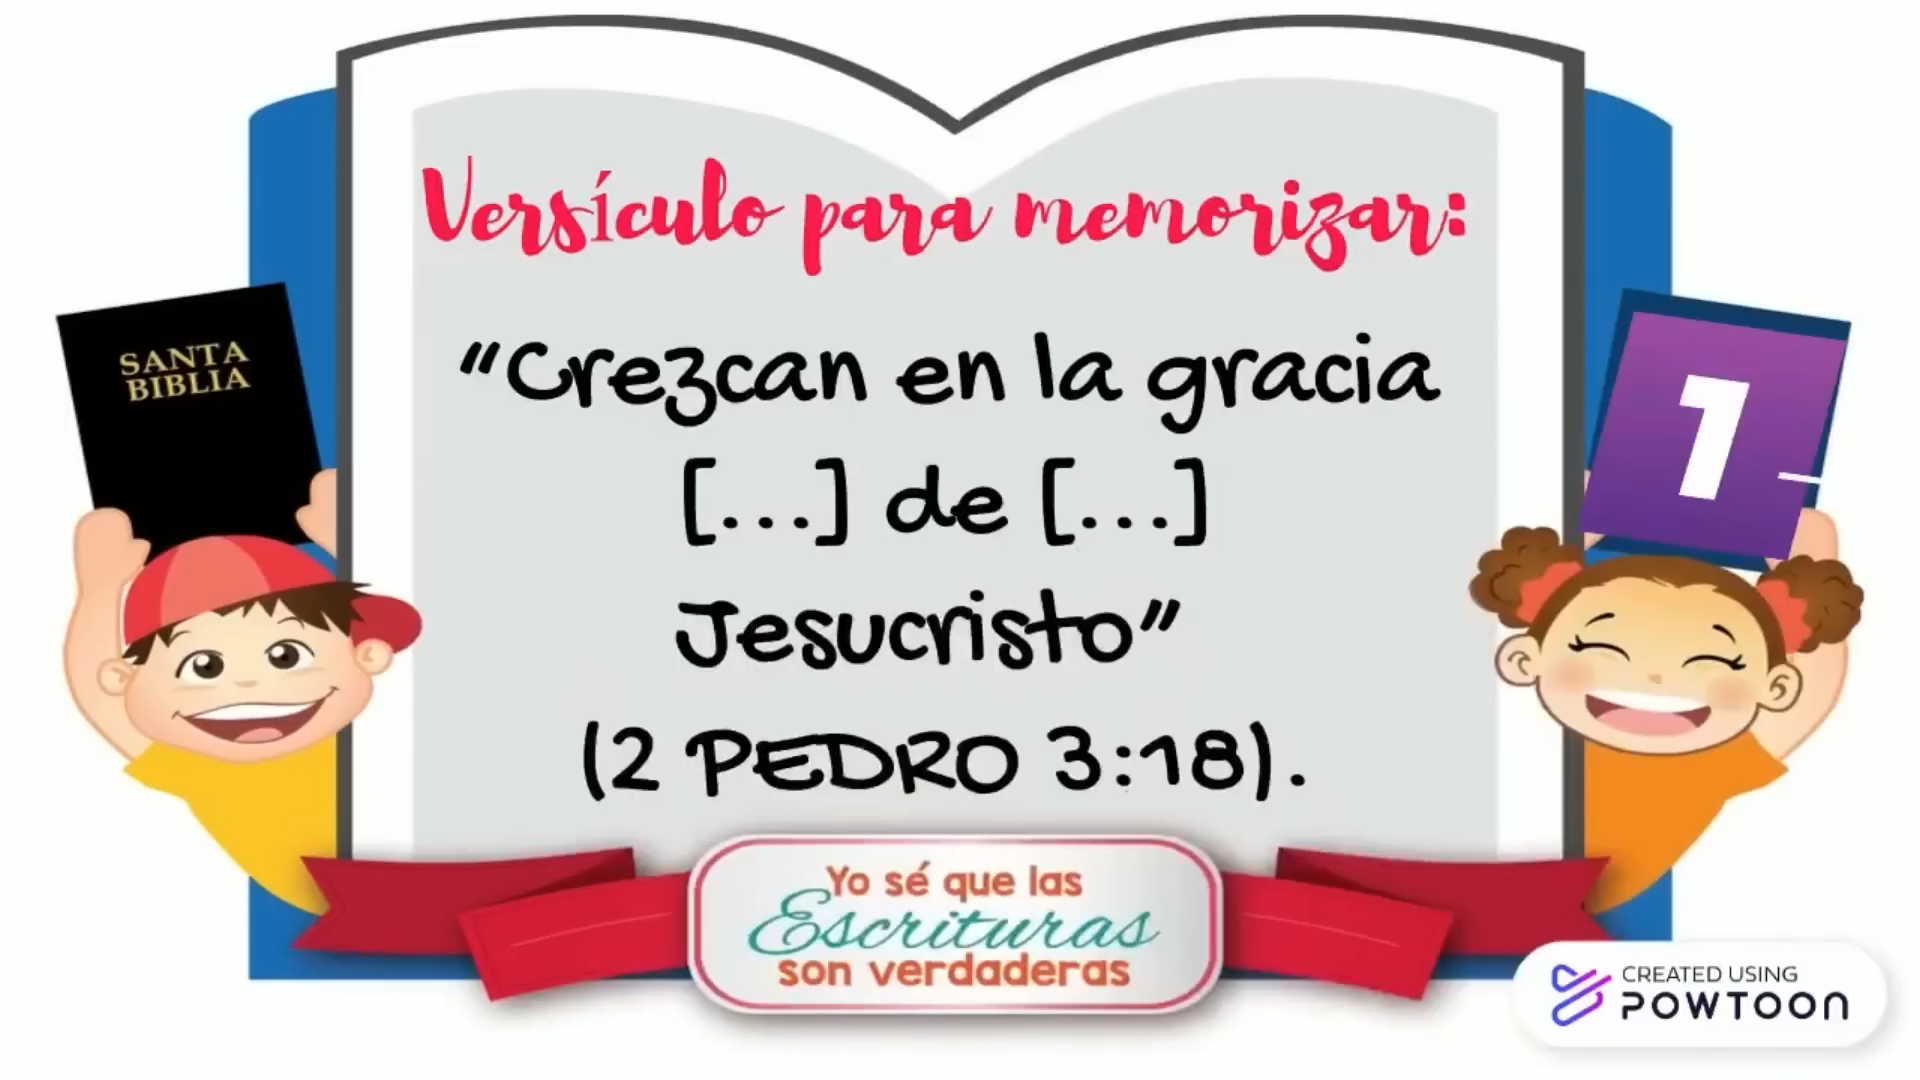 Versículo para memorizar:
“Crezcan en la gracia
[...] de [...]
Jesucristo”
(2 PEDRO 3:18).
SANTA
BIBLIA
1
Yo sé que las
Escrituras
son verdaderas
CREATED USING
POWTOON